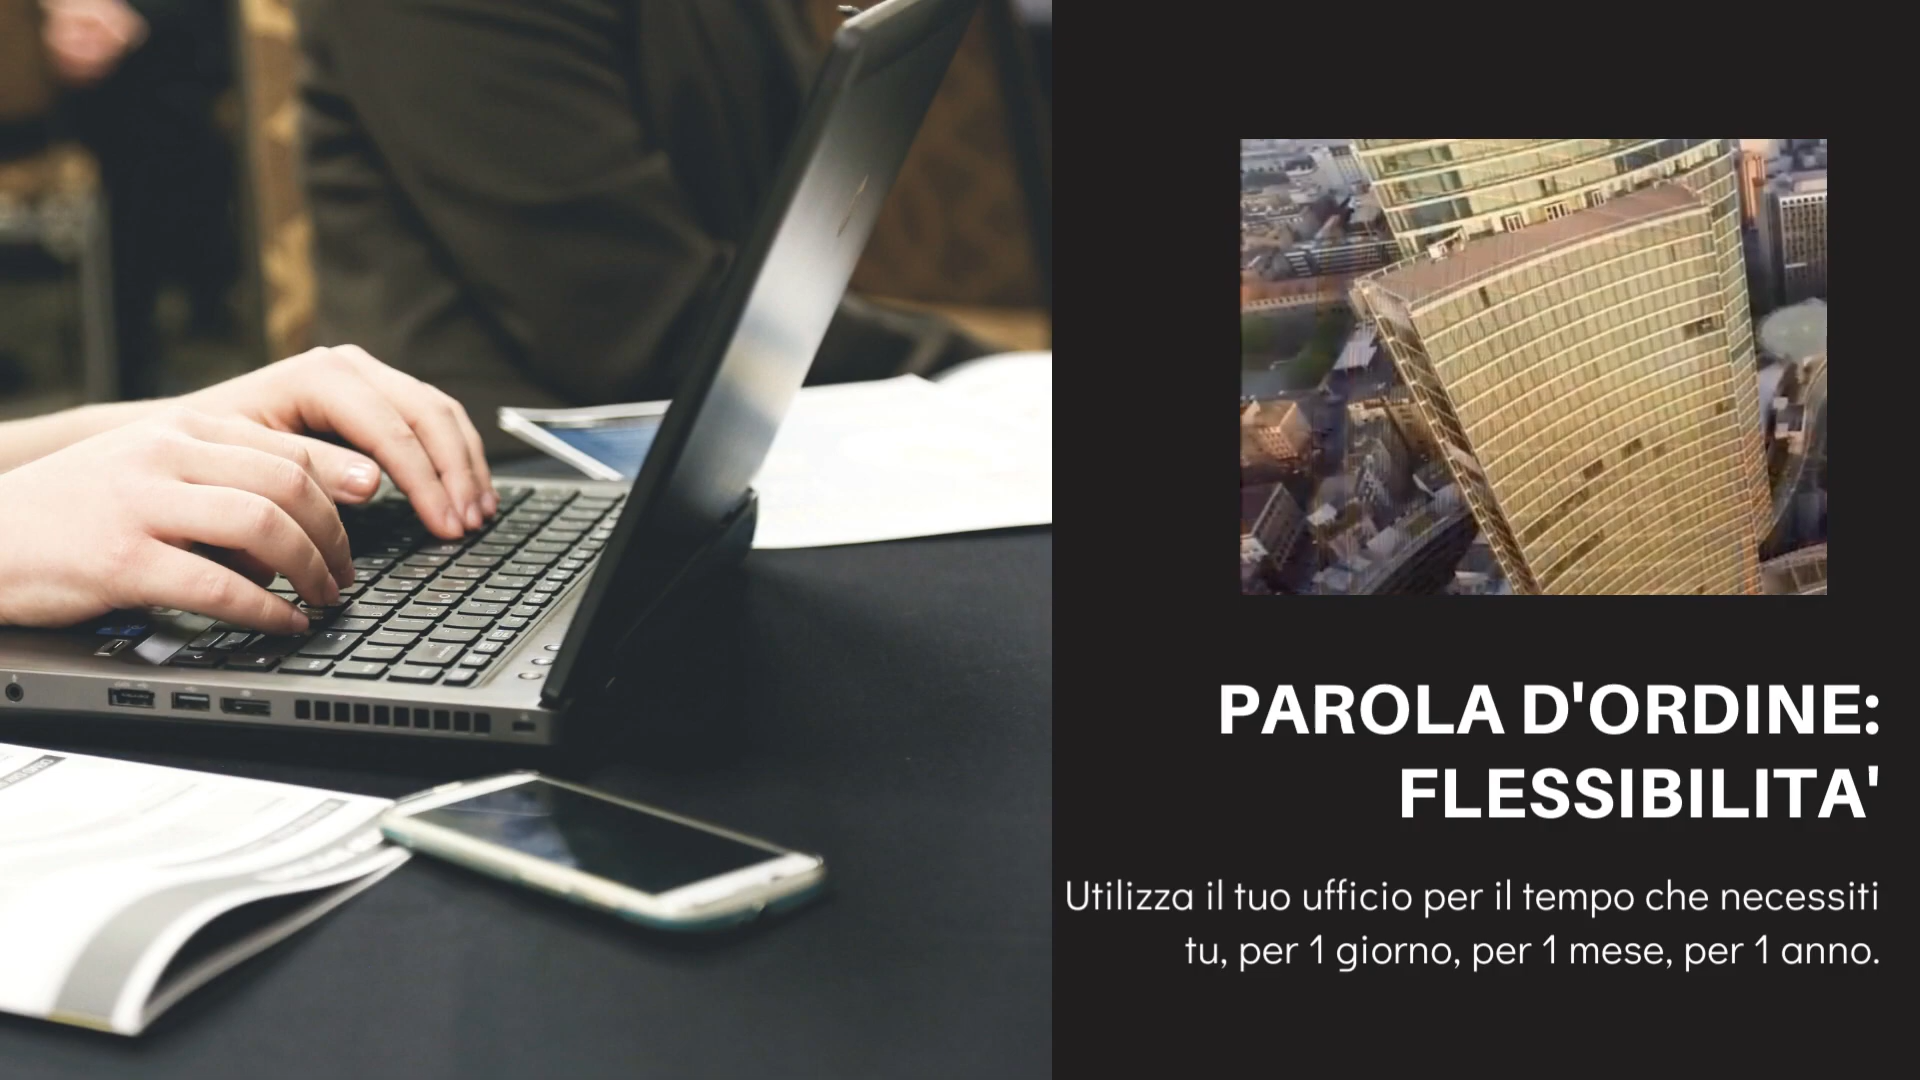 PAROLA D'ORDINE:
FLESSIBILITA'
Utilizza il tuo ufficio per il tempo che necessiti
tu, per 1 giorno, per 1 mese, per 1 anno.